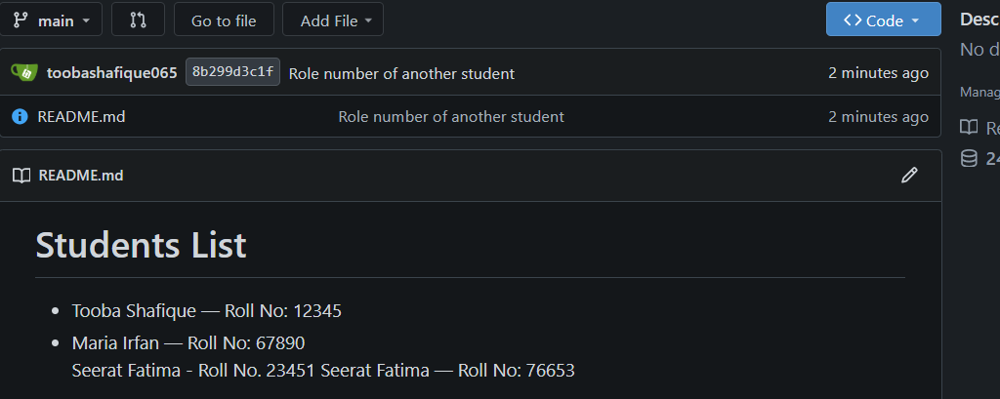 main
Go to file
Add File
Code
Desc
No d
Manag
toobashafique065 8b299d3c1f Role number of another student 2 minutes ago
README.md Role number of another student 2 minutes ago
Re
24
README.md
Students List
Tooba Shafique — Roll No: 12345
Maria Irfan — Roll No: 67890
Seerat Fatima - Roll No. 23451 Seerat Fatima — Roll No: 76653